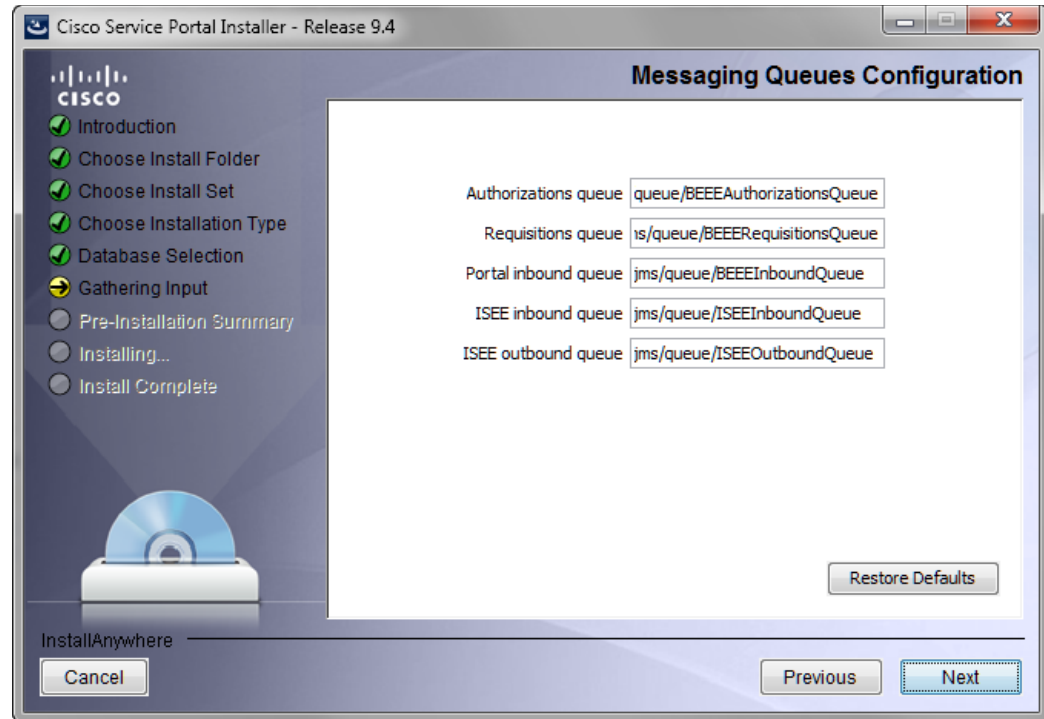 Cisco Service Portal Installer - Release 9.4
CISCO
Messaging Queues Configuration
Introduction
Choose Install Folder
Choose Install Set
Choose Installation Type
Database Selection
Gathering Input
Pre-Installation Summary
Installing...
Install Complete
Authorizations queue queue/BEEEAuthorizationsQueue
Requisitions queue ıs/queue/BEEERequisitionsQueue
Portal inbound queue jms/queue/BEEEInboundQueue
ISEE inbound queue jms/queue/ISEEInboundQueue
ISEE outbound queue jms/queue/ISEEOutboundQueue
Restore Defaults
InstallAnywhere
Cancel Previous Next